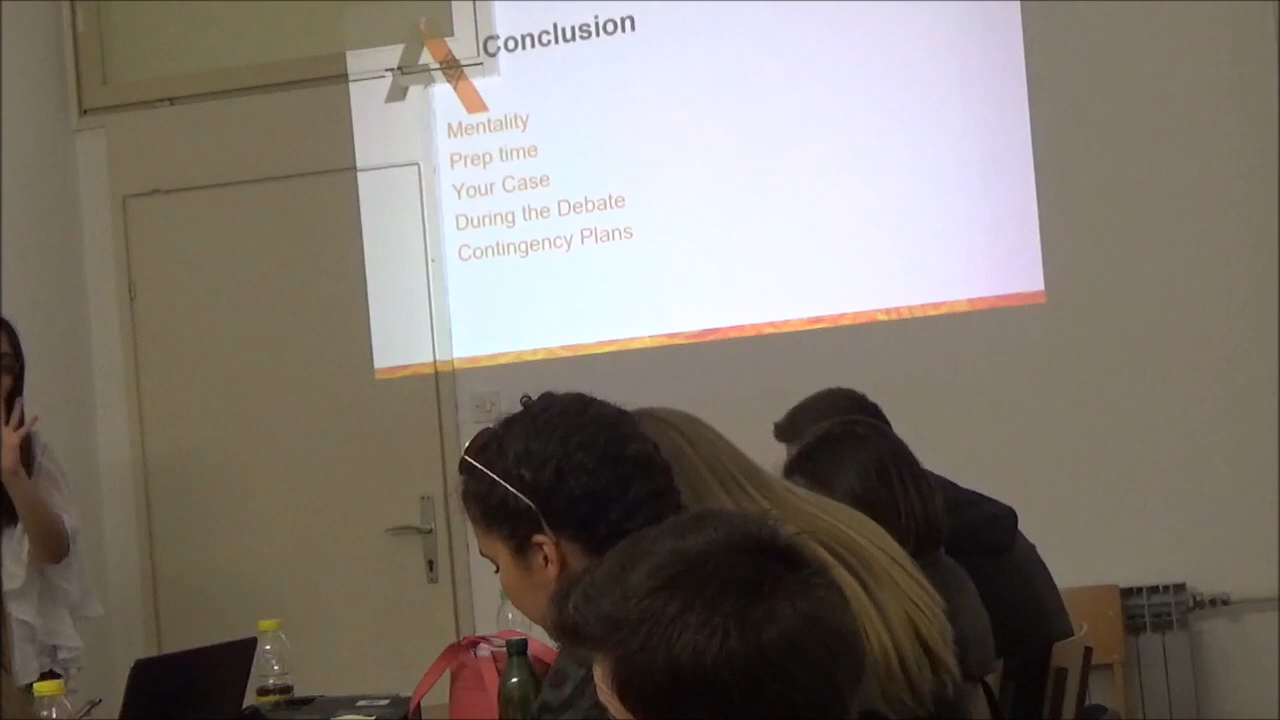 Conclusion
Mentality
Prep time
Your Case
During the Debate
Contingency Plans